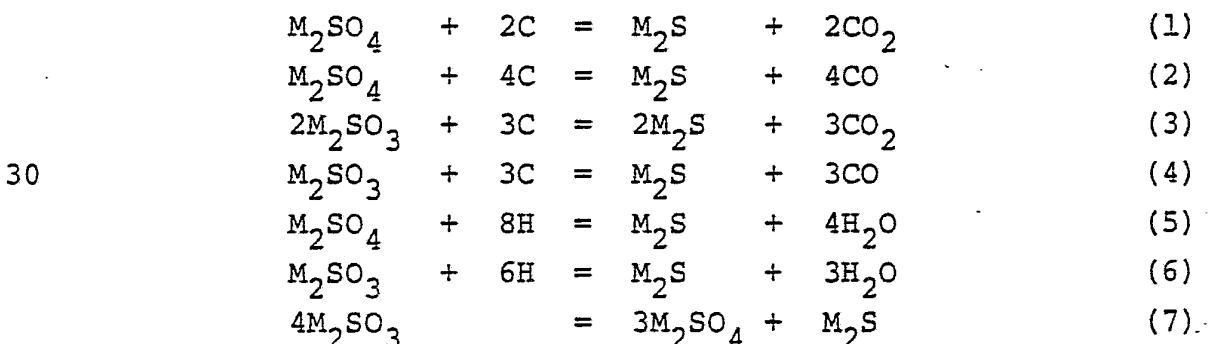 M₂SO₄ + 2C = M₂S + 2CO₂ (1)
M₂SO₄ + 4C = M₂S + 4CO (2)
2M₂SO₃ + 3C = 2M₂S + 3CO₂ (3)
30 M₂SO₃ + 3C = M₂S + 3CO (4)
M₂SO₄ + 8H = M₂S + 4H₂O (5)
M₂SO₃ + 6H = M₂S + 3H₂O (6)
4M₂SO₃ = 3M₂SO₄ + M₂S (7)